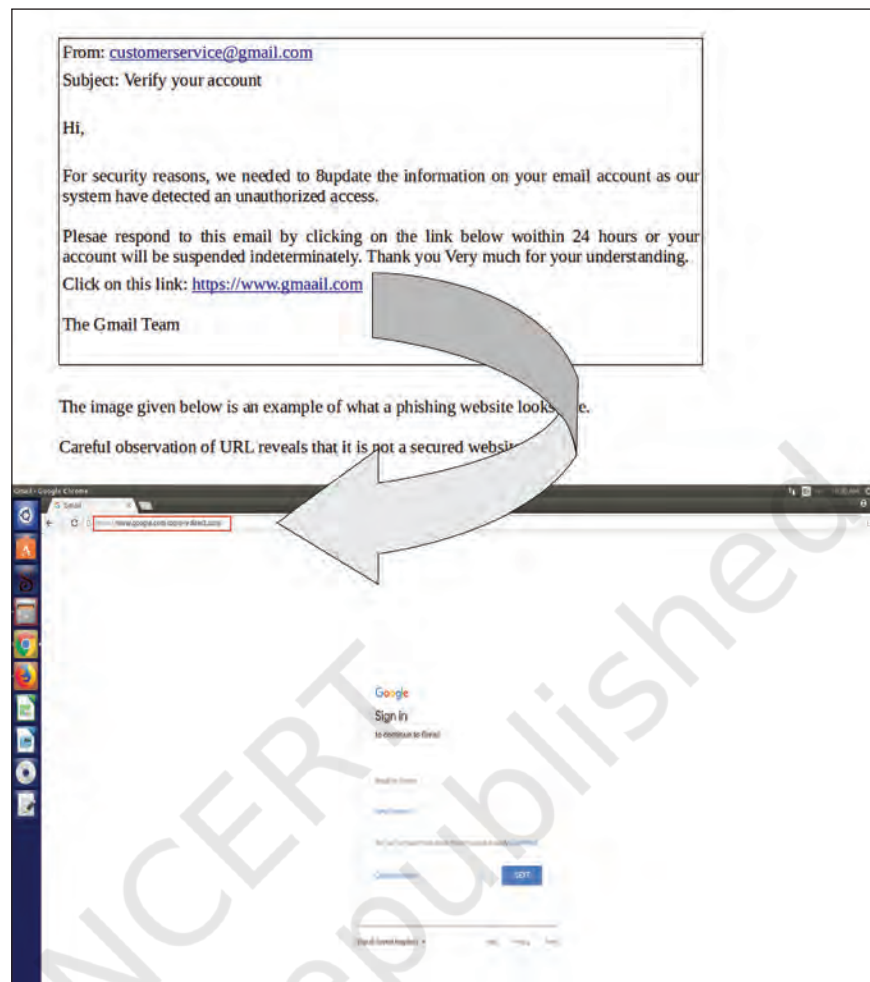 From: customerservice@gmail.com
Subject: Verify your account
Hi,
For security reasons, we needed to 8update the information on your email account as our
system have detected an unauthorized access.
Plesae respond to this email by clicking on the link below woithin 24 hours or your
account will be suspended indeterminately. Thank you Very much for your understanding.
Click on this link: https://www.gmaail.com
The Gmail Team
The image given below is an example of what a phishing website looks
Careful observation of URL reveals that it is not a secured website
Gmail - Google Chrome
Gmail
Google
Sign in
to continue to Gmail
NEXT
NCERT
republished